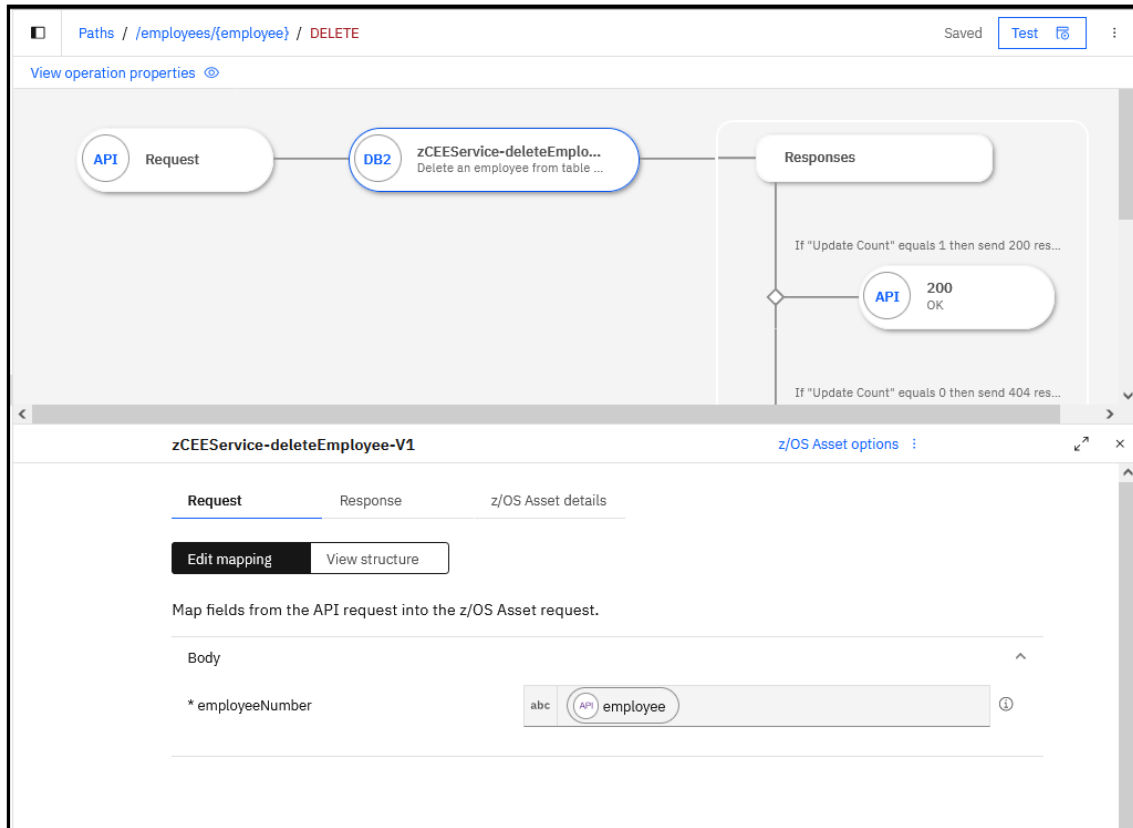 Paths / /employees/{employee} / DELETE
Saved
Test
View operation properties
API Request
DB2 zCEEService-deleteEmplo...
Delete an employee from table ...
Responses
If "Update Count" equals 1 then send 200 res...
API 200
OK
If "Update Count" equals 0 then send 404 res...
zCEEService-deleteEmployee-V1
z/OS Asset options
Request Response z/OS Asset details
Edit mapping View structure
Map fields from the API request into the z/OS Asset request.
Body
* employeeNumber abc API employee